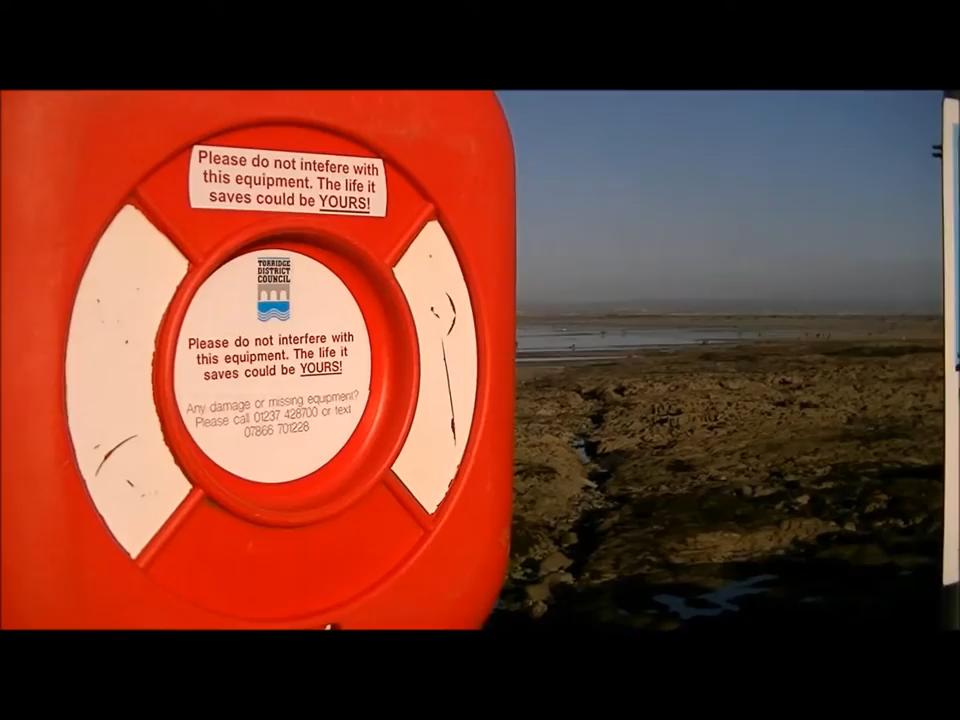 Please do not intefere with
this equipment. The life it
saves could be YOURS!
TORRIDGE
DISTRICT
COUNCIL
Please do not interfere with
this equipment. The life it
saves could be YOURS!
Any damage or missing equipment?
Please call 01237 428700 or text
07866 701228